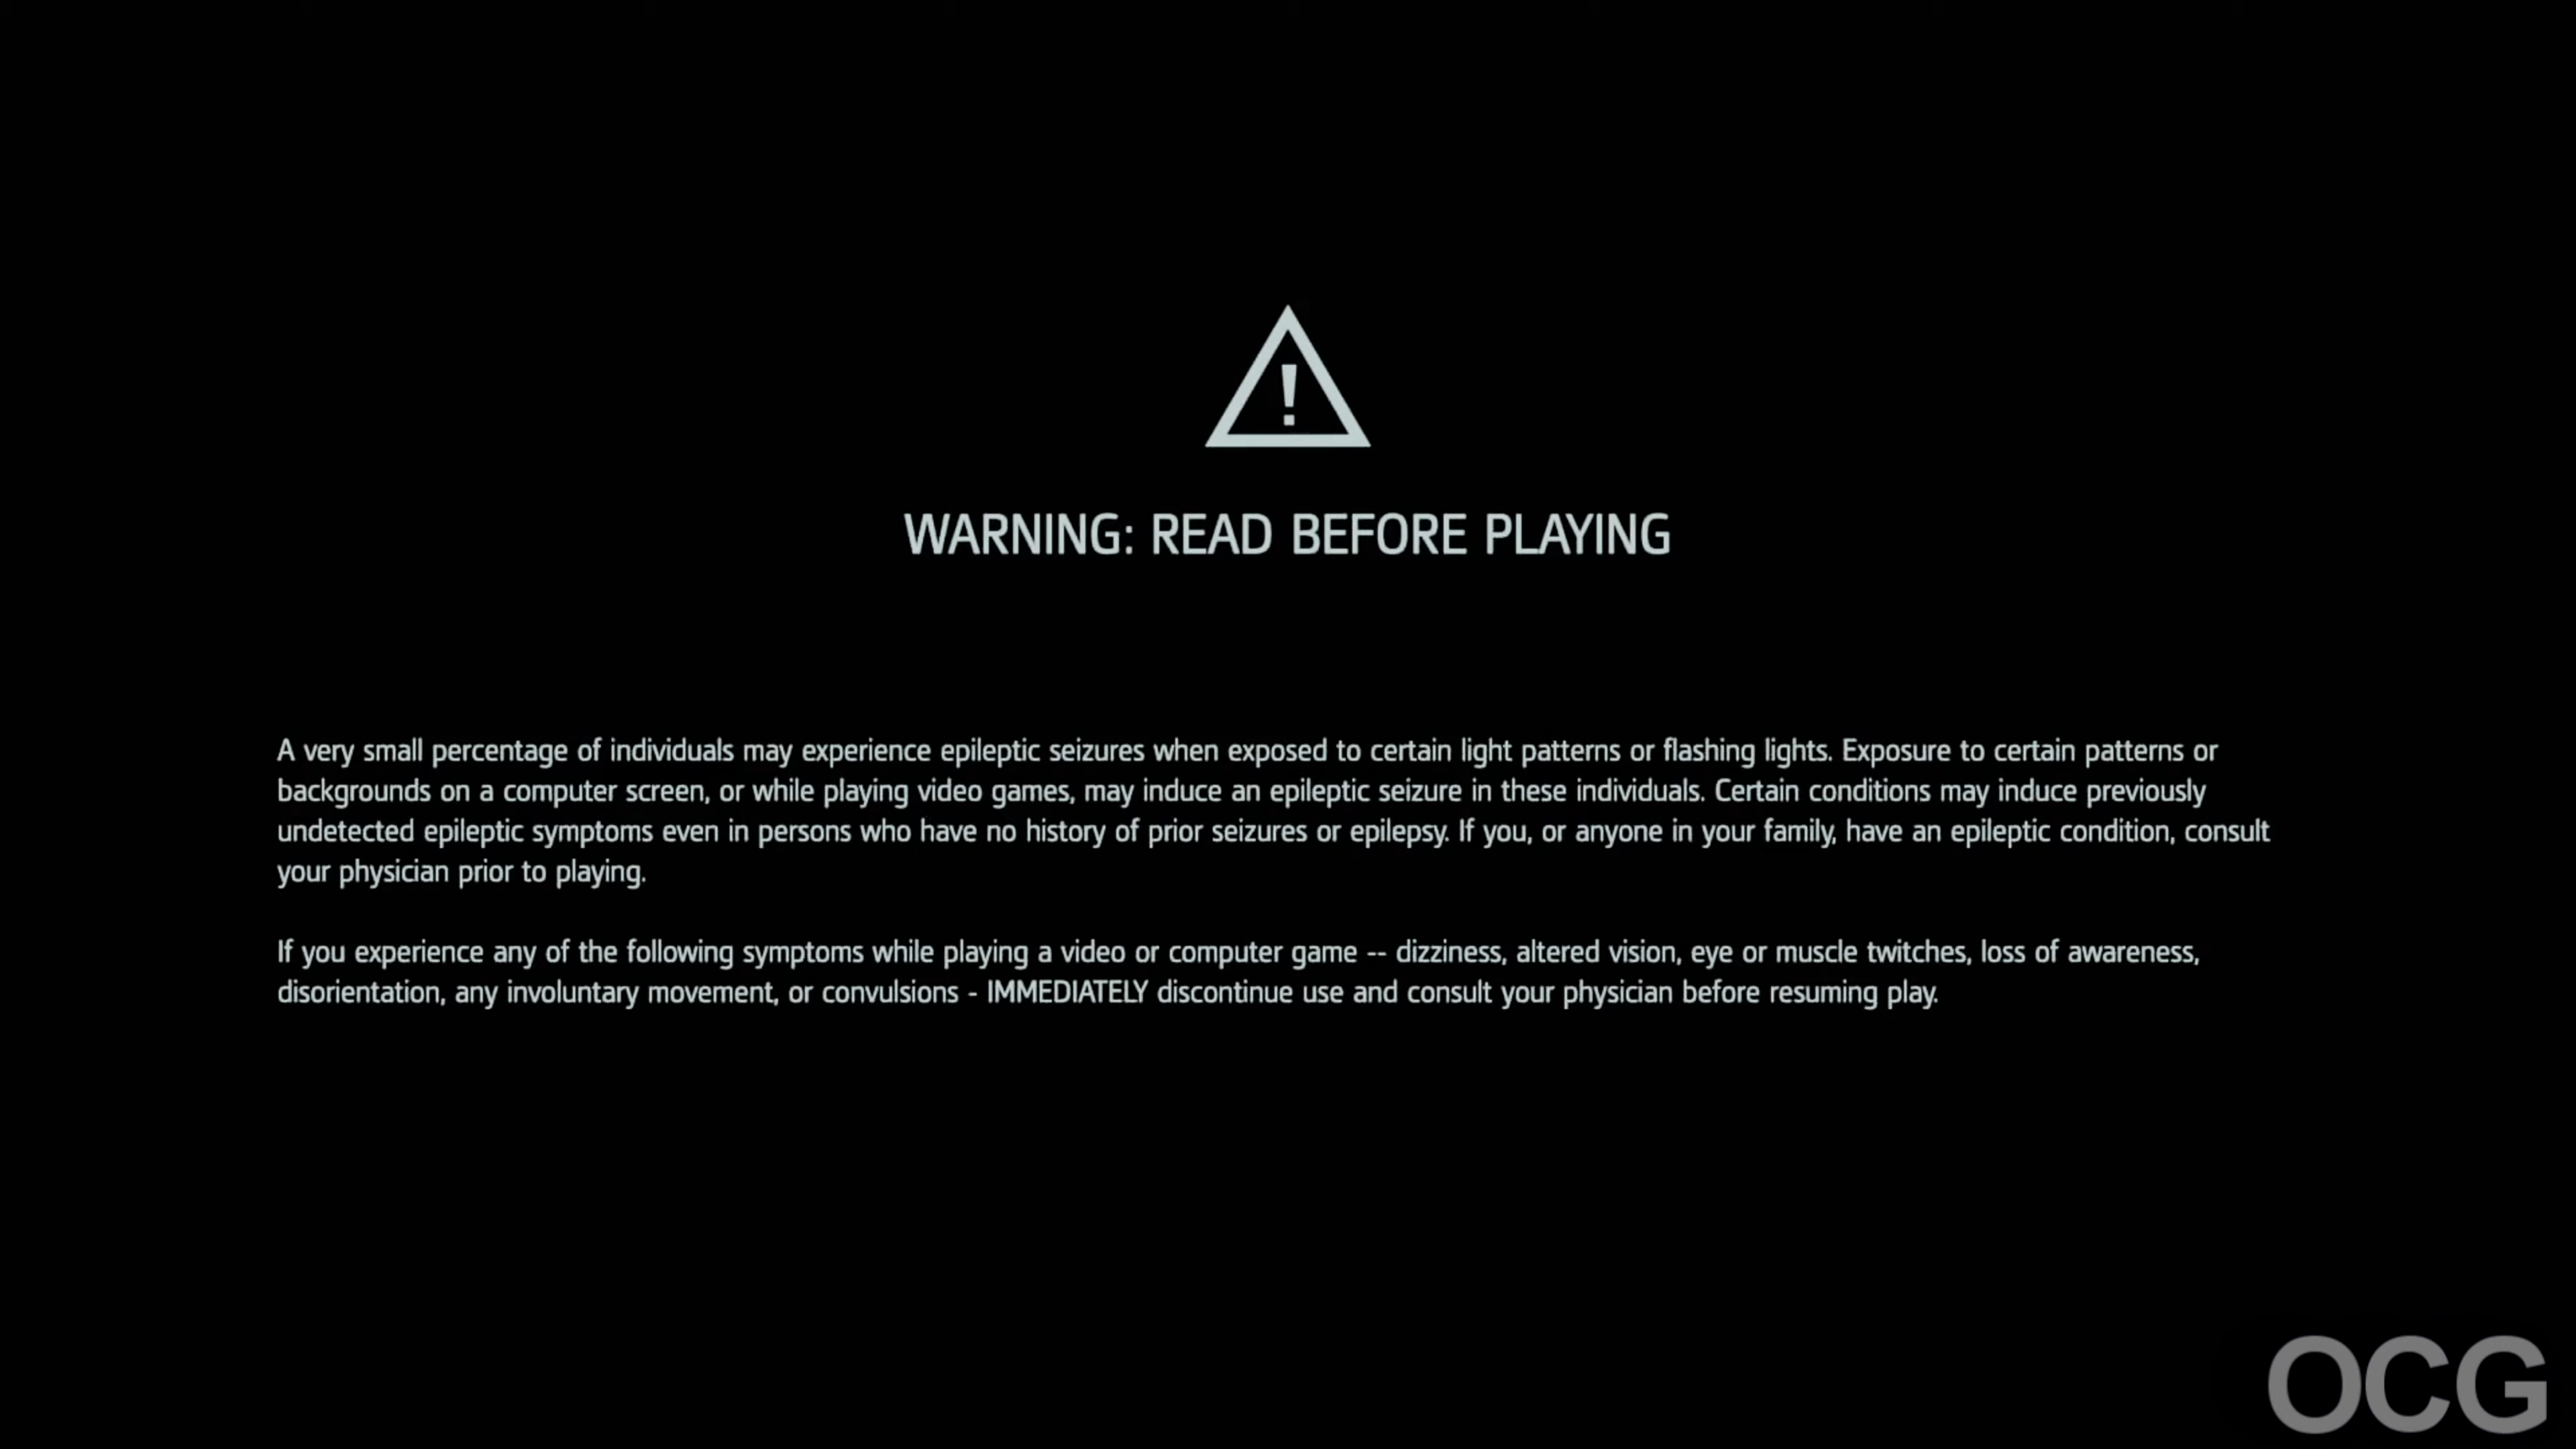 !
WARNING: READ BEFORE PLAYING
A very small percentage of individuals may experience epileptic seizures when exposed to certain light patterns or flashing lights. Exposure to certain patterns or
backgrounds on a computer screen, or while playing video games, may induce an epileptic seizure in these individuals. Certain conditions may induce previously
undetected epileptic symptoms even in persons who have no history of prior seizures or epilepsy. If you, or anyone in your family, have an epileptic condition, consult
your physician prior to playing.
If you experience any of the following symptoms while playing a video or computer game -- dizziness, altered vision, eye or muscle twitches, loss of awareness,
disorientation, any involuntary movement, or convulsions - IMMEDIATELY discontinue use and consult your physician before resuming play.
OCG